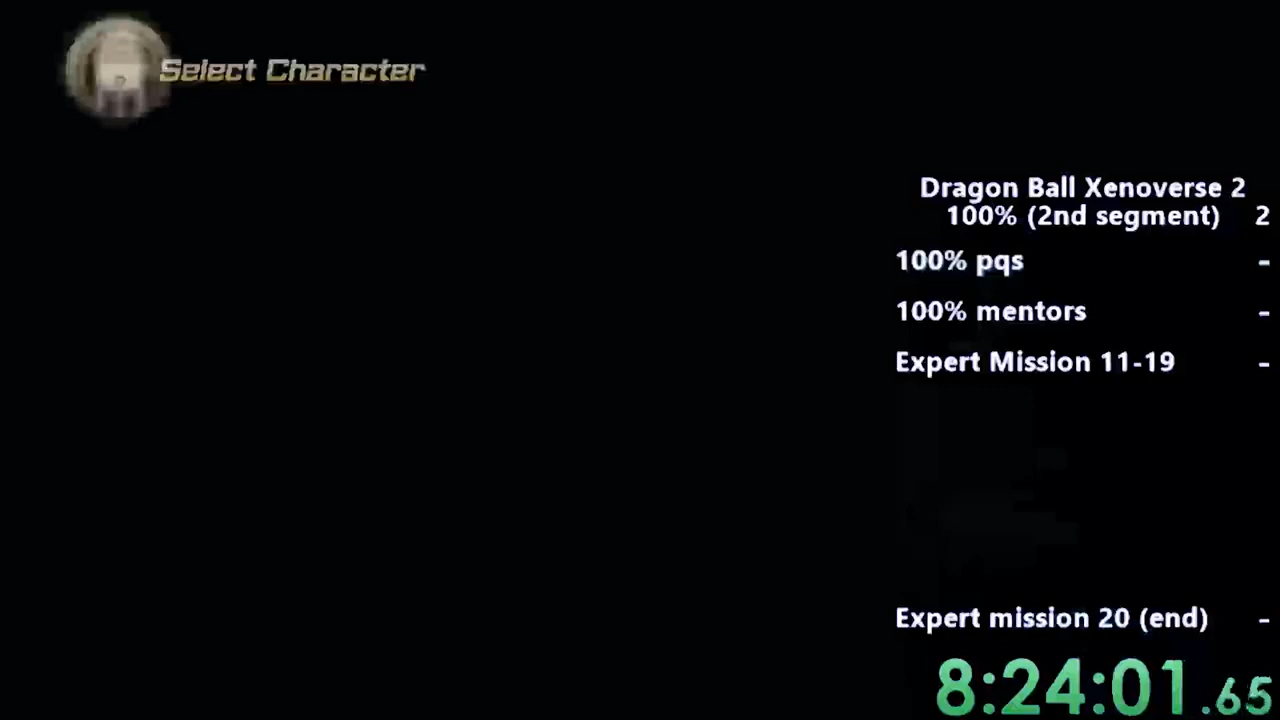 Select Character
Dragon Ball Xenoverse 2
100% (2nd segment) 2
100% pqs -
100% mentors -
Expert Mission 11-19 -
Expert mission 20 (end) -
8:24:01.65